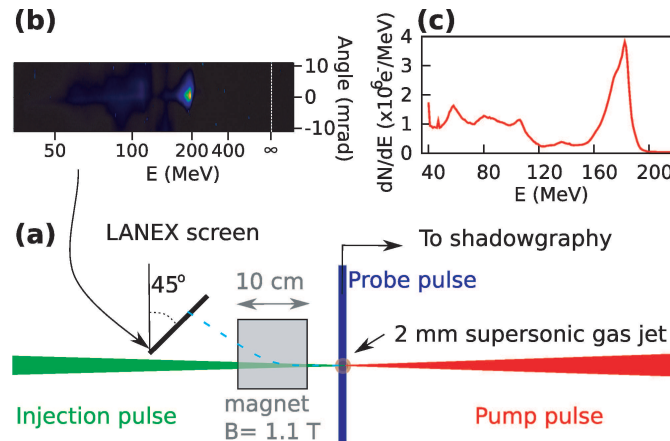 (b)
(c)
10
0
-10
Angle (mrad)
50
100
200
400
∞
E (MeV)
dN/dE (x10⁶e⁻/MeV)
4
3
2
1
0
40
80
120
160
200
E (MeV)
(a)
LANEX screen
45°
10 cm
To shadowgraphy
Probe pulse
2 mm supersonic gas jet
Injection pulse
magnet
B= 1.1 T
Pump pulse